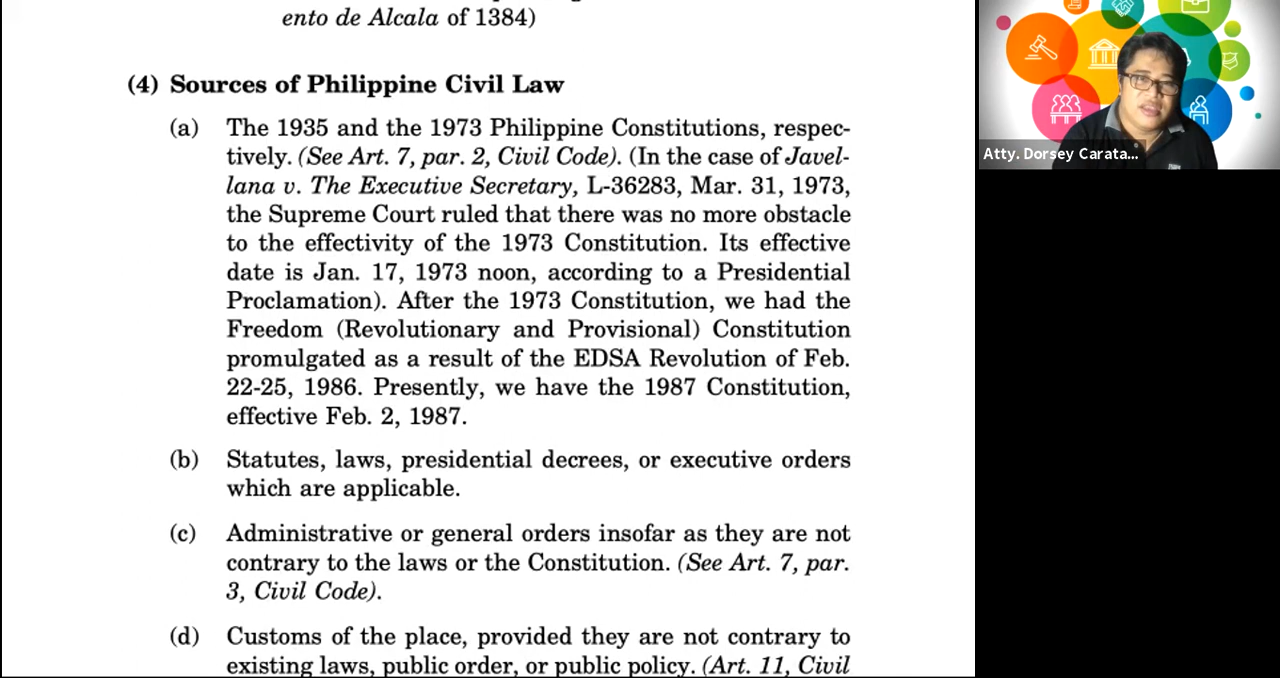 ento de Alcala of 1384)
(4) Sources of Philippine Civil Law
(a) The 1935 and the 1973 Philippine Constitutions, respec-
tively. (See Art. 7, par. 2, Civil Code). (In the case of Javel-
lana v. The Executive Secretary, L-36283, Mar. 31, 1973,
the Supreme Court ruled that there was no more obstacle
to the effectivity of the 1973 Constitution. Its effective
date is Jan. 17, 1973 noon, according to a Presidential
Proclamation). After the 1973 Constitution, we had the
Freedom (Revolutionary and Provisional) Constitution
promulgated as a result of the EDSA Revolution of Feb.
22-25, 1986. Presently, we have the 1987 Constitution,
effective Feb. 2, 1987.
(b) Statutes, laws, presidential decrees, or executive orders
which are applicable.
(c) Administrative or general orders insofar as they are not
contrary to the laws or the Constitution. (See Art. 7, par.
3, Civil Code).
(d) Customs of the place, provided they are not contrary to
existing laws, public order, or public policy. (Art. 11, Civil
Atty. Dorsey Carata...